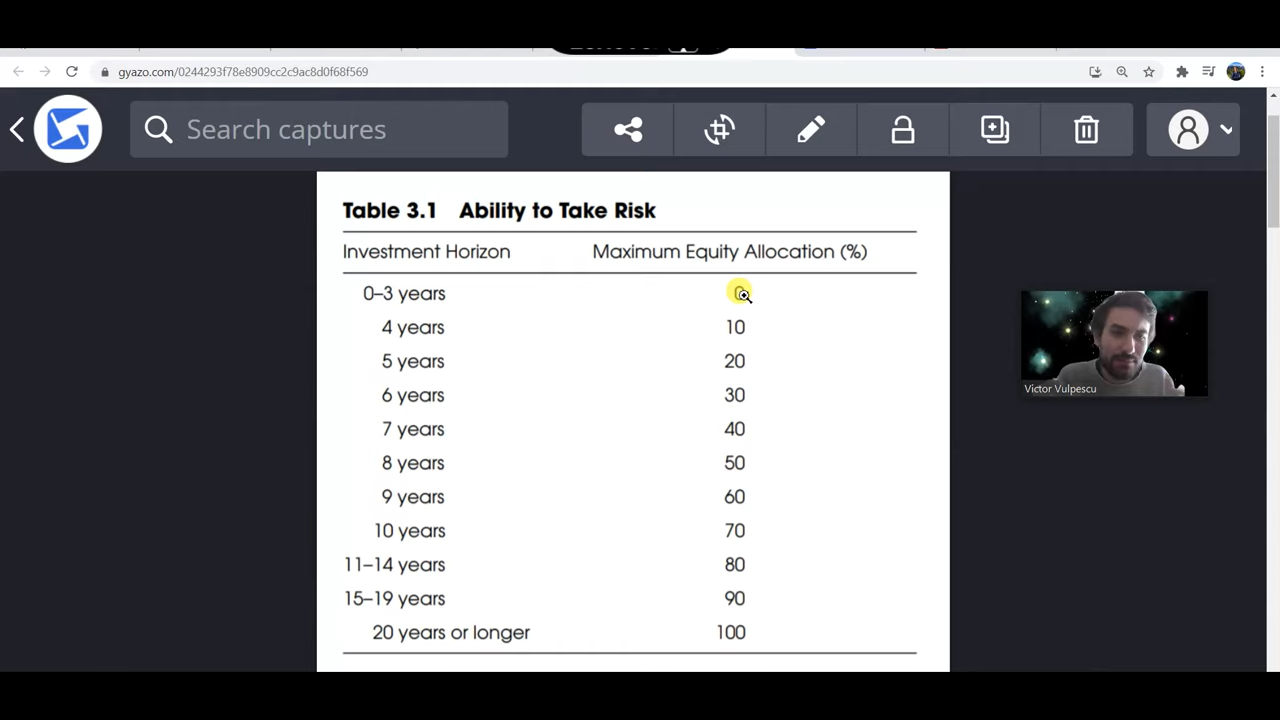 gyazo.com/0244293f78e8909cc2c9ac8d0f68f569
Search captures
Table 3.1 Ability to Take Risk
Investment Horizon Maximum Equity Allocation (%)
0–3 years 0
4 years 10
5 years 20
6 years 30
7 years 40
8 years 50
9 years 60
10 years 70
11–14 years 80
15–19 years 90
20 years or longer 100
Victor Vulpescu